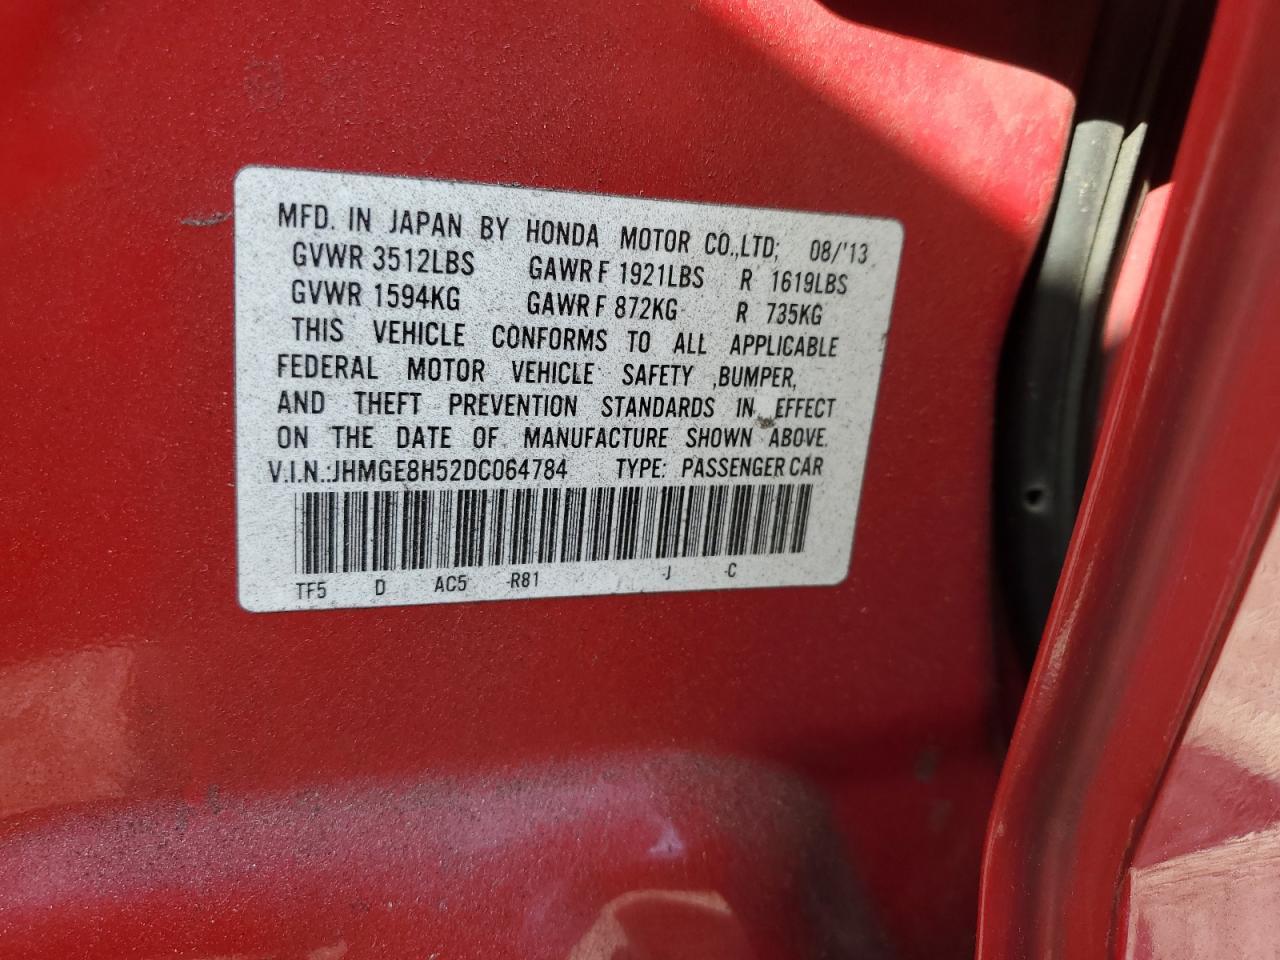 MFD. IN JAPAN BY HONDA MOTOR CO.,LTD; 08/'13
GVWR 3512LBS GAWR F 1921LBS R 1619LBS
GVWR 1594KG GAWR F 872KG R 735KG
THIS VEHICLE CONFORMS TO ALL APPLICABLE
FEDERAL MOTOR VEHICLE SAFETY ,BUMPER,
AND THEFT PREVENTION STANDARDS IN EFFECT
ON THE DATE OF MANUFACTURE SHOWN ABOVE.
V.I.N.:JHMGE8H52DC064784 TYPE: PASSENGER CAR
TF5 D AC5 -R81 -J -C